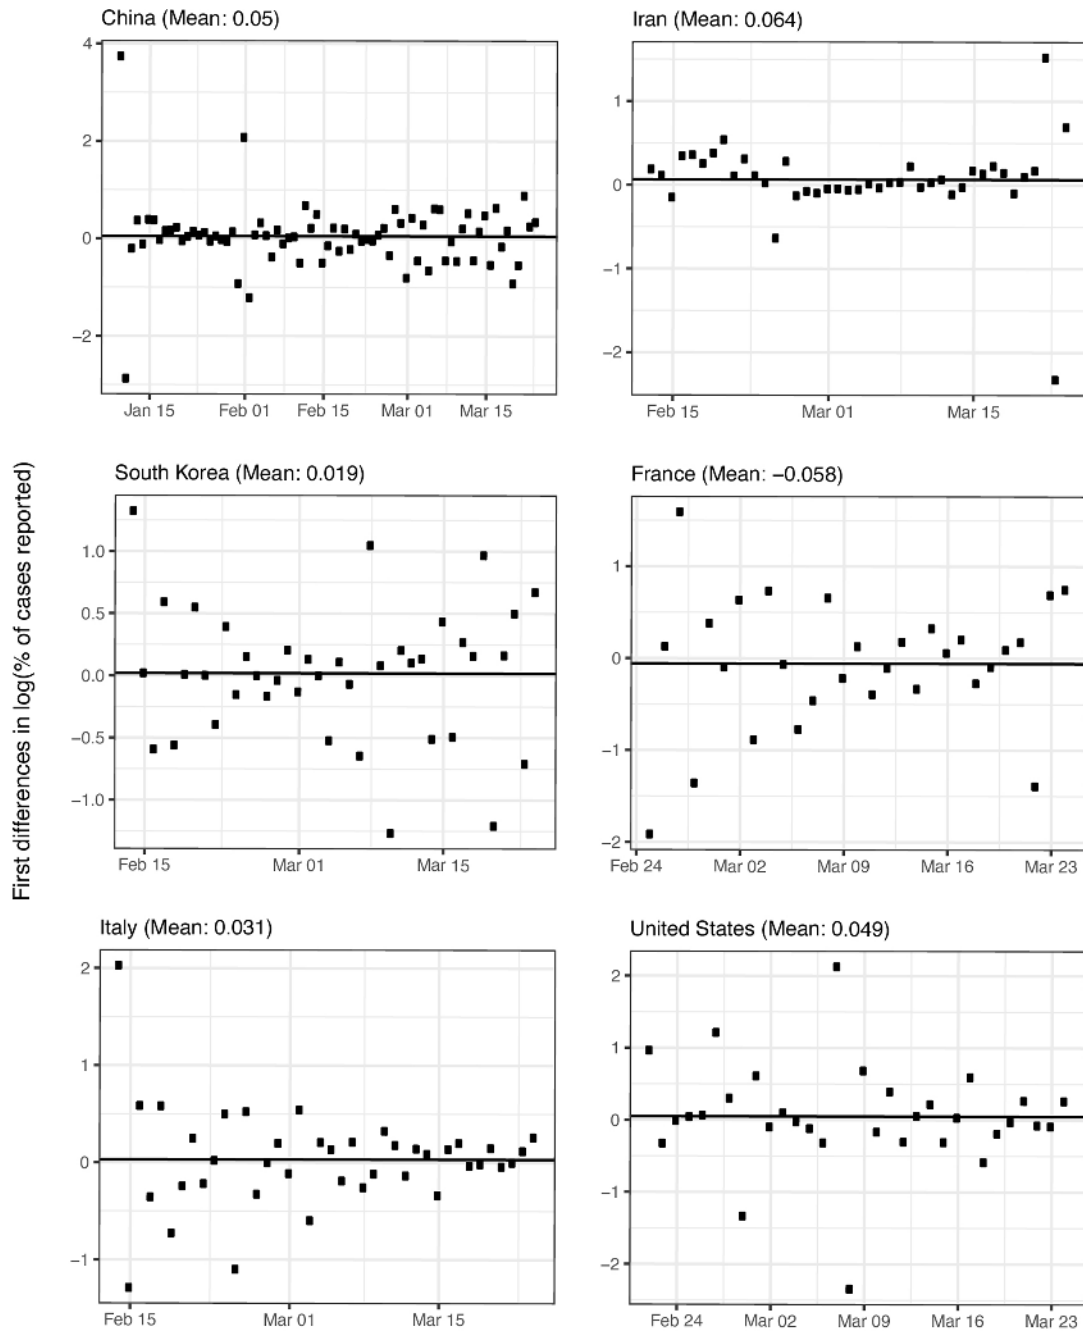 China (Mean: 0.05)
4
2
0
−2
Jan 15 Feb 01 Feb 15 Mar 01 Mar 15
Iran (Mean: 0.064)
1
0
−1
−2
Feb 15 Mar 01 Mar 15
First differences in log(% of cases reported)
South Korea (Mean: 0.019)
1.0
0.5
0.0
−0.5
−1.0
Feb 15 Mar 01 Mar 15
France (Mean: −0.058)
1
0
−1
−2
Feb 24 Mar 02 Mar 09 Mar 16 Mar 23
Italy (Mean: 0.031)
2
1
0
−1
Feb 15 Mar 01 Mar 15
United States (Mean: 0.049)
2
1
0
−1
−2
Feb 24 Mar 02 Mar 09 Mar 16 Mar 23